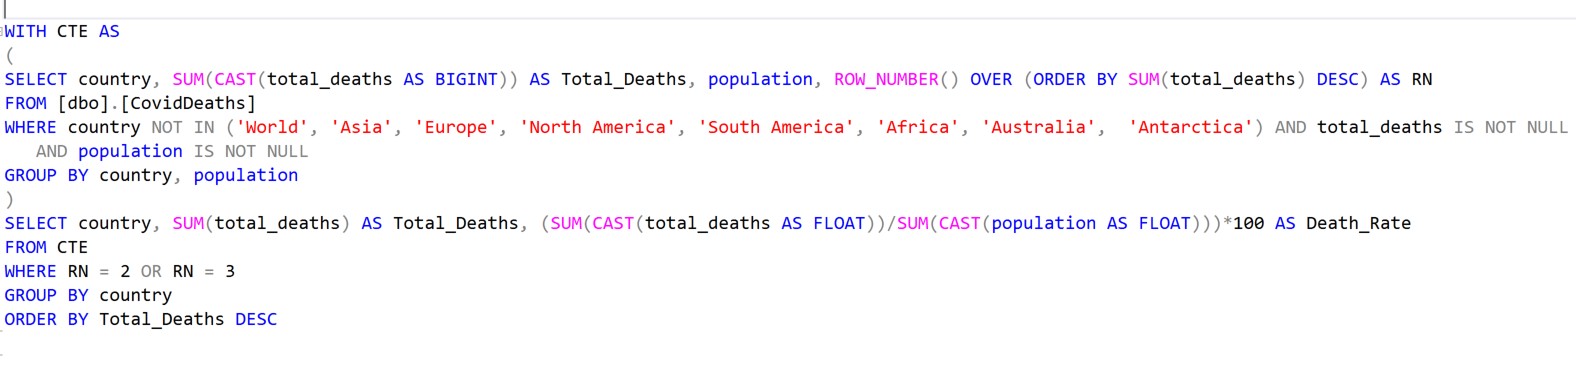 WITH CTE AS
(
SELECT country, SUM(CAST(total_deaths AS BIGINT)) AS Total_Deaths, population, ROW_NUMBER() OVER (ORDER BY SUM(total_deaths) DESC) AS RN
FROM [dbo].[CovidDeaths]
WHERE country NOT IN ('World', 'Asia', 'Europe', 'North America', 'South America', 'Africa', 'Australia',  'Antarctica') AND total_deaths IS NOT NULL
   AND population IS NOT NULL
GROUP BY country, population
)
SELECT country, SUM(total_deaths) AS Total_Deaths, (SUM(CAST(total_deaths AS FLOAT))/SUM(CAST(population AS FLOAT)))*100 AS Death_Rate
FROM CTE
WHERE RN = 2 OR RN = 3
GROUP BY country
ORDER BY Total_Deaths DESC